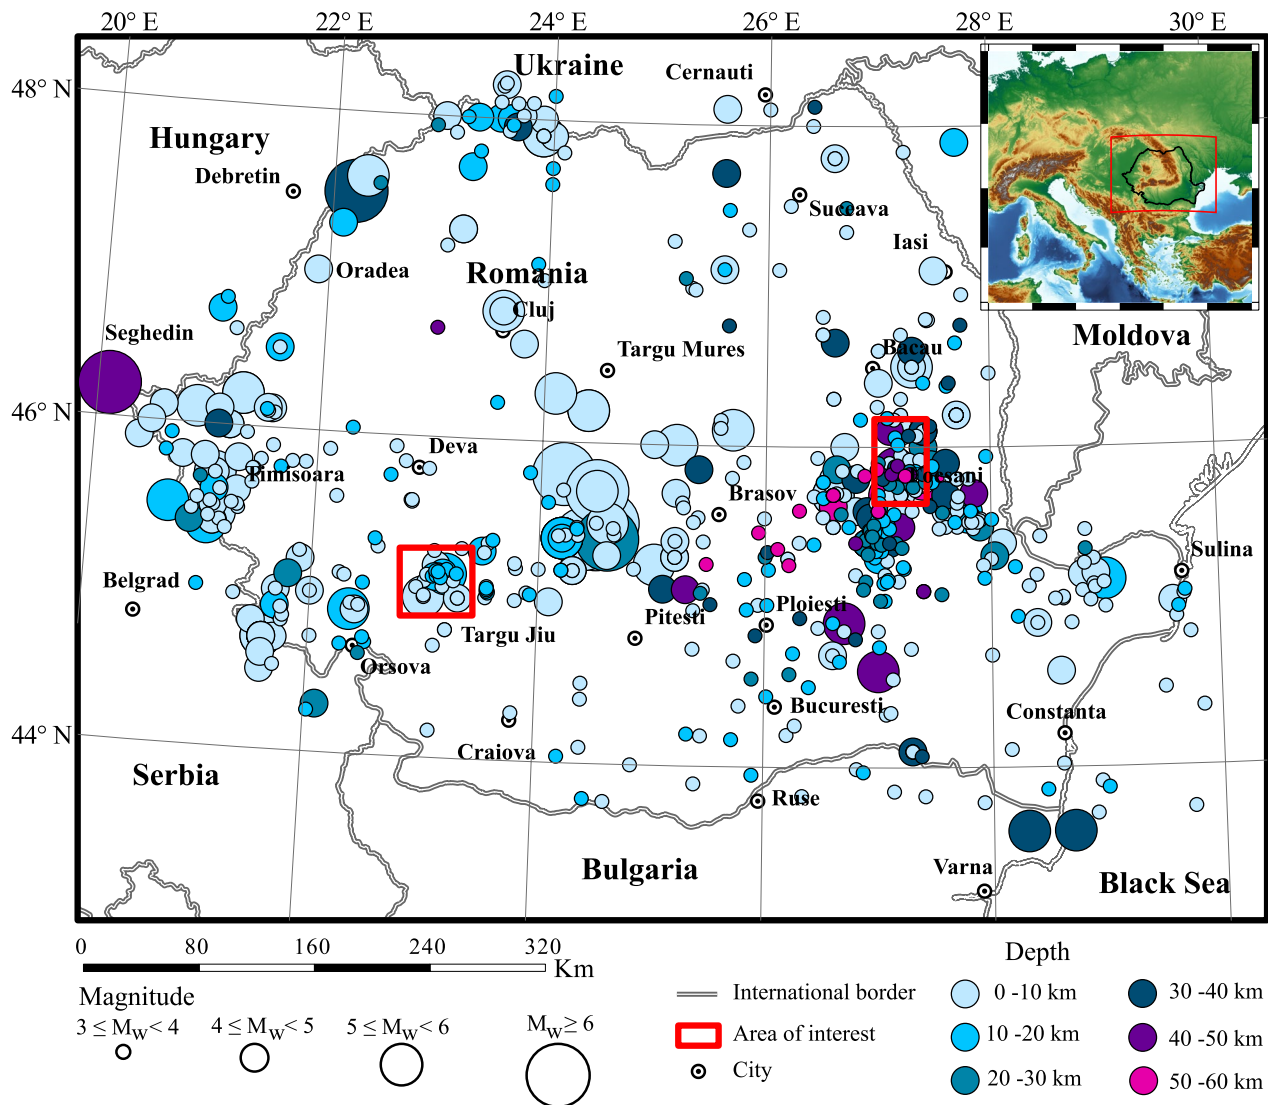 20° E 22° E 24° E 26° E 28° E 30° E
48° N
46° N
44° N
Ukraine
Cernauti
Hungary
Debretin
Suceava
Iasi
Oradea
Romania
Cluj
Seghedin
Targu Mures
Bacau
Moldova
Deva
Timisoara
Focsani
Brasov
Sulina
Belgrad
Pitesti
Ploiesti
Targu Jiu
Orsova
Bucuresti
Constanta
Craiova
Serbia
Ruse
Bulgaria
Varna
Black Sea
0 80 160 240 320
Km
Magnitude
3 ≤ Mw < 4 4 ≤ Mw < 5 5 ≤ Mw < 6 Mw ≥ 6
International border
Area of interest
City
Depth
0 -10 km
10 -20 km
20 -30 km
30 -40 km
40 -50 km
50 -60 km